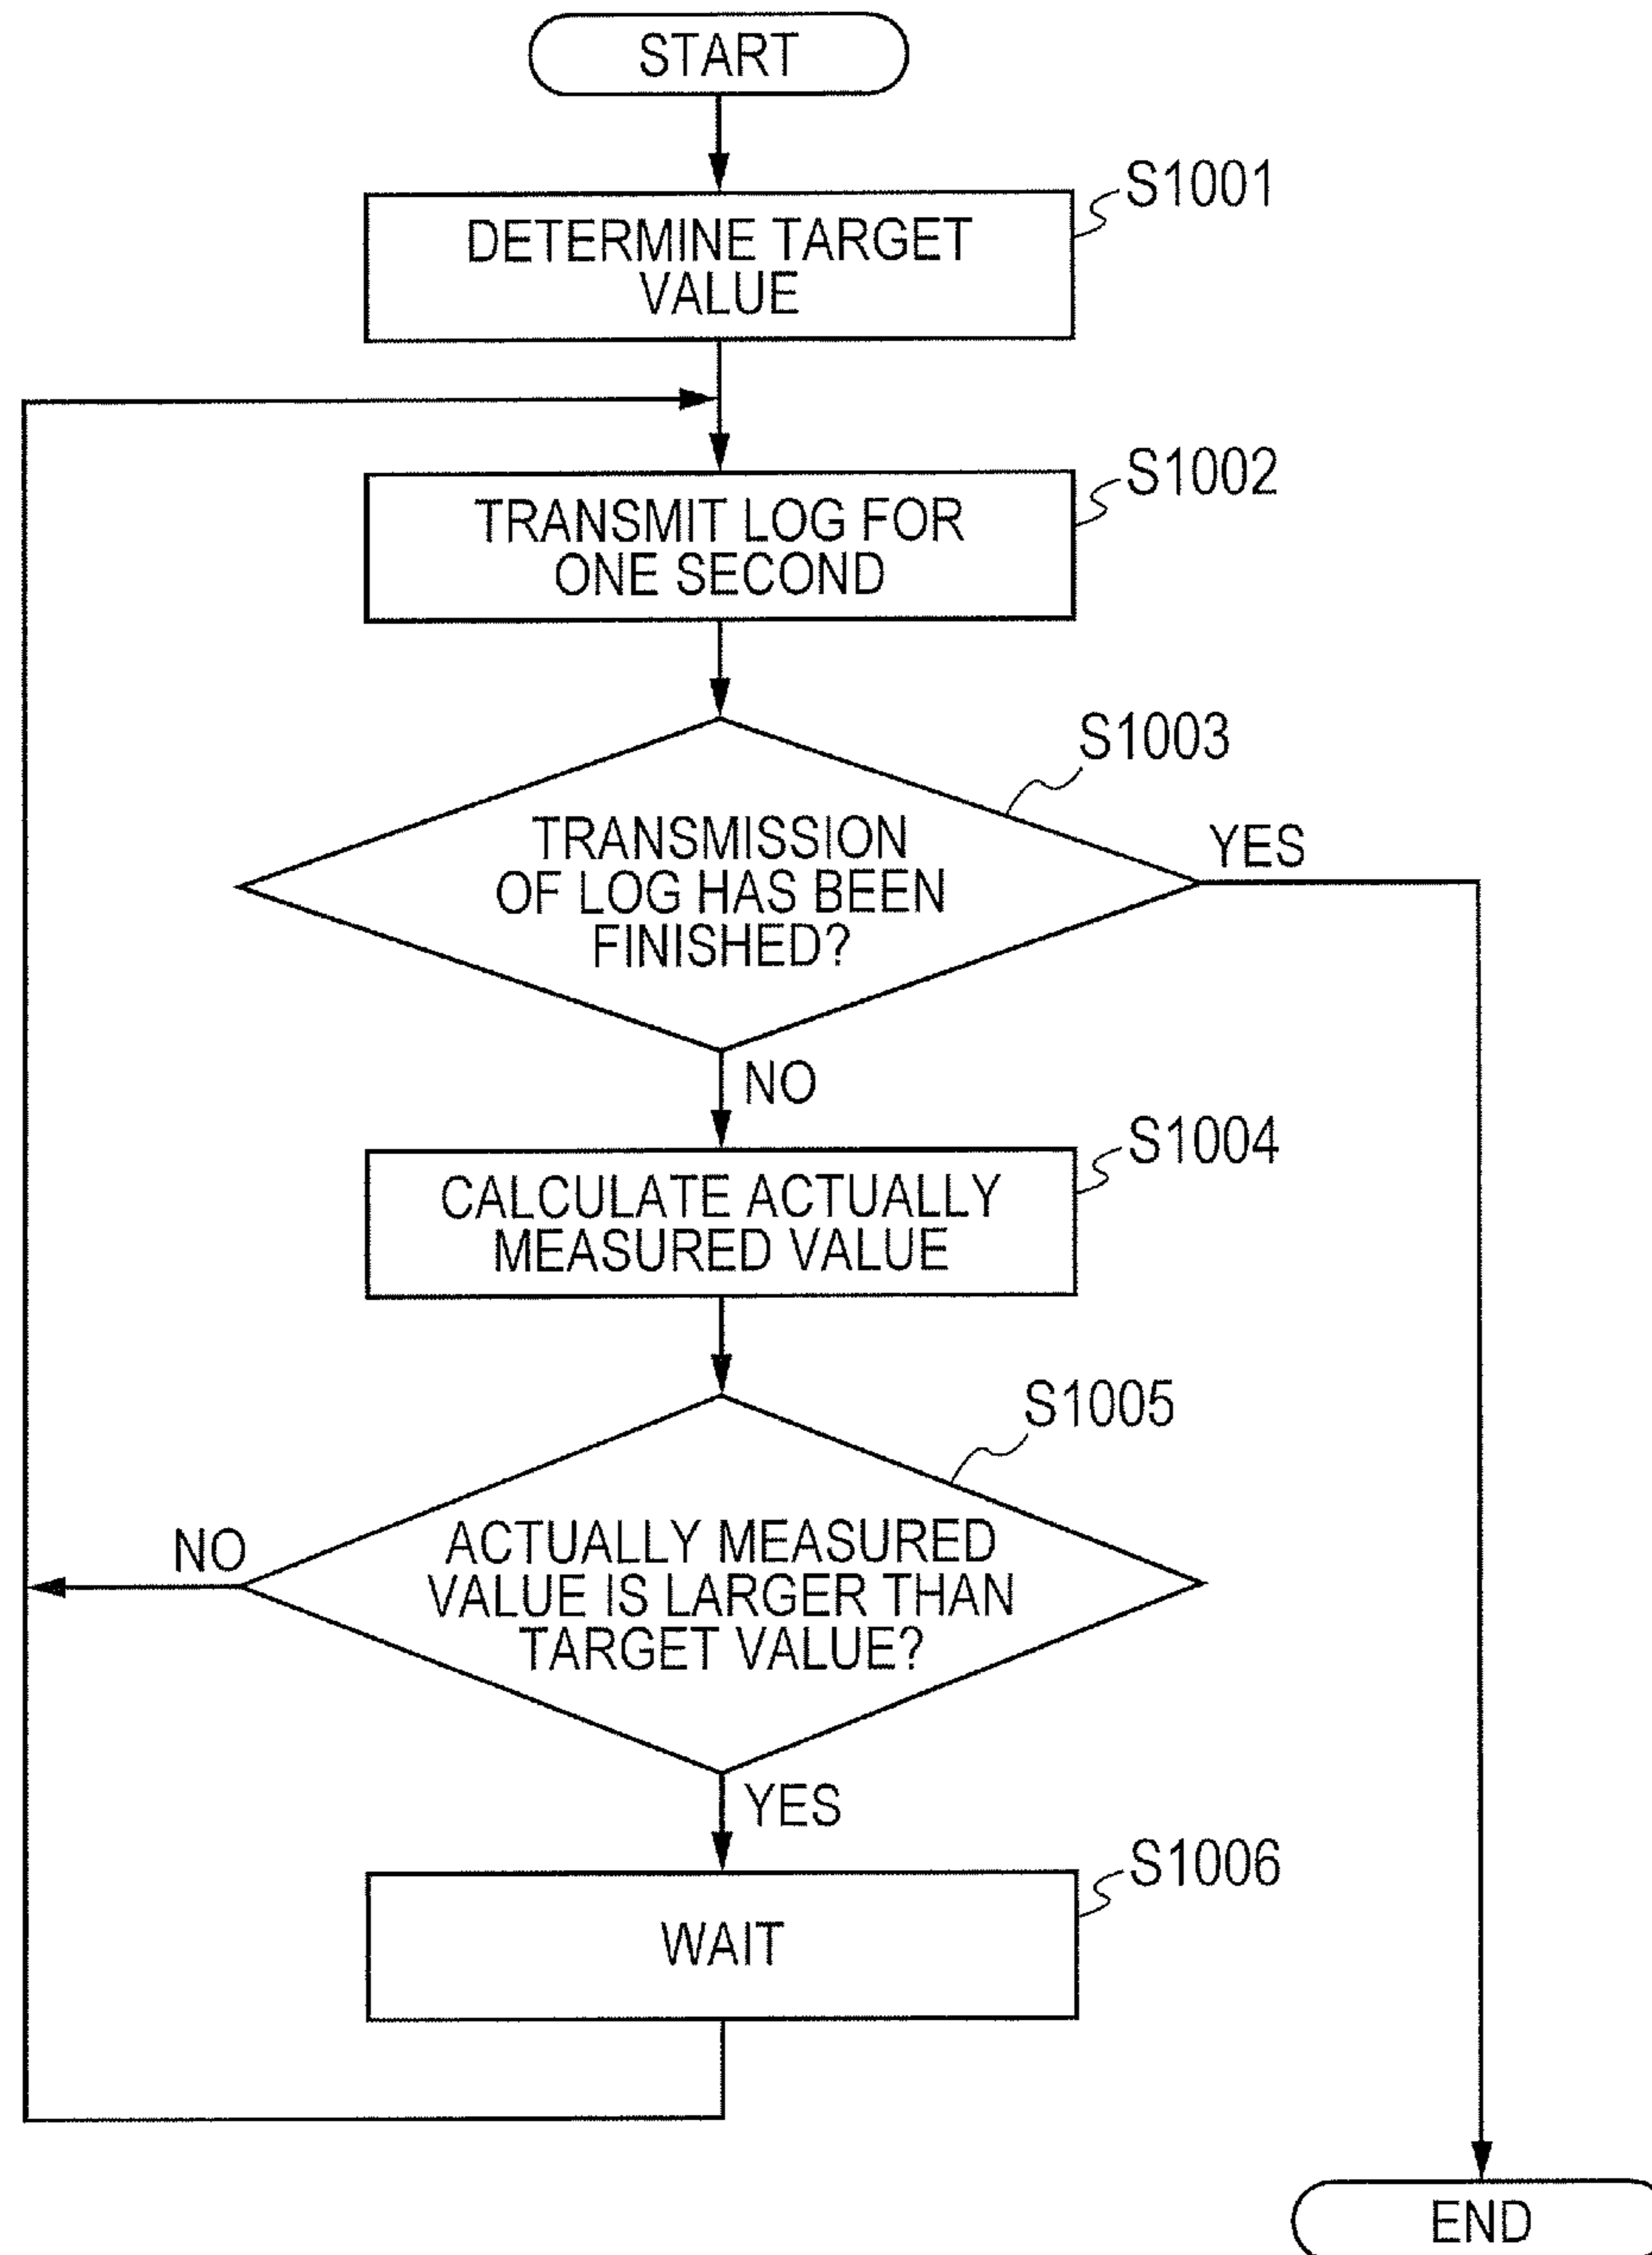 START
S1001
DETERMINE TARGET
VALUE
S1002
TRANSMIT LOG FOR
ONE SECOND
S1003
TRANSMISSION
OF LOG HAS BEEN
FINISHED?
YES
NO
S1004
CALCULATE ACTUALLY
MEASURED VALUE
S1005
ACTUALLY MEASURED
VALUE IS LARGER THAN
TARGET VALUE?
NO
YES
S1006
WAIT
END